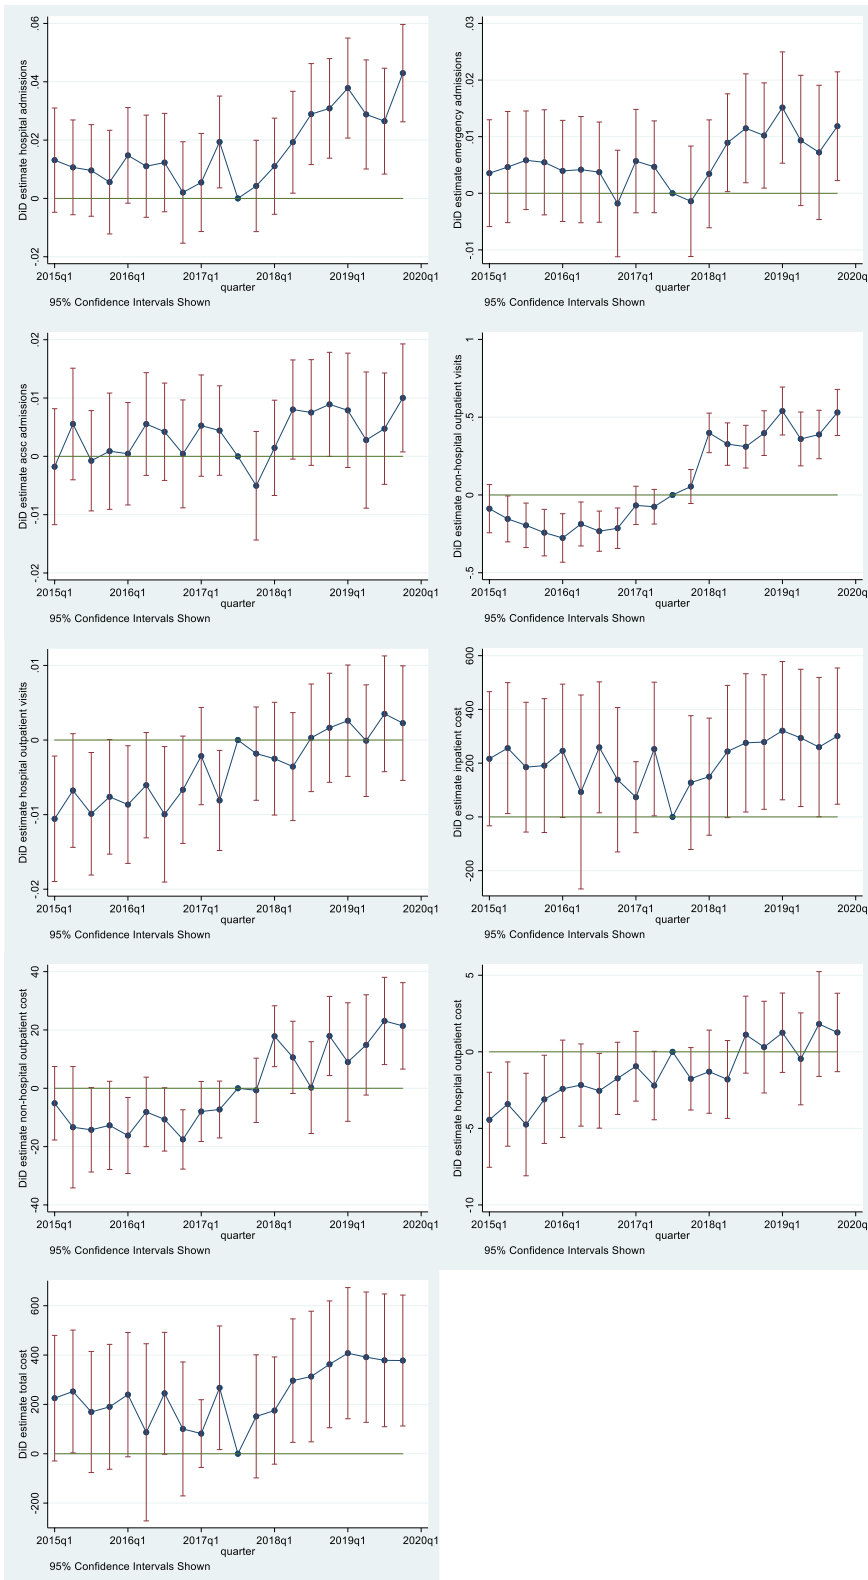 DiD estimate hospital admissions
.06
.04
.02
0
-.02
2015q1 2016q1 2017q1 2018q1 2019q1 2020q1
quarter
95% Confidence Intervals Shown
DiD estimate emergency admissions
.03
.02
.01
0
-.01
2015q1 2016q1 2017q1 2018q1 2019q1 2020q
quarter
95% Confidence Intervals Shown
DiD estimate acsc admissions
.02
.01
0
-.01
-.02
2015q1 2016q1 2017q1 2018q1 2019q1 2020q1
quarter
95% Confidence Intervals Shown
DiD estimate non-hospital outpatient visits
1
.5
0
-.5
2015q1 2016q1 2017q1 2018q1 2019q1 2020q
quarter
95% Confidence Intervals Shown
DiD estimate hospital outpatient visits
.01
0
-.01
-.02
2015q1 2016q1 2017q1 2018q1 2019q1 2020q1
quarter
95% Confidence Intervals Shown
DiD estimate inpatient cost
600
400
200
0
-200
2015q1 2016q1 2017q1 2018q1 2019q1 2020q
quarter
95% Confidence Intervals Shown
DiD estimate non-hospital outpatient cost
40
20
0
-20
-40
2015q1 2016q1 2017q1 2018q1 2019q1 2020q1
quarter
95% Confidence Intervals Shown
DiD estimate hospital outpatient cost
5
0
-5
-10
2015q1 2016q1 2017q1 2018q1 2019q1 2020q
quarter
95% Confidence Intervals Shown
DiD estimate total cost
600
400
200
0
-200
2015q1 2016q1 2017q1 2018q1 2019q1 2020q1
quarter
95% Confidence Intervals Shown